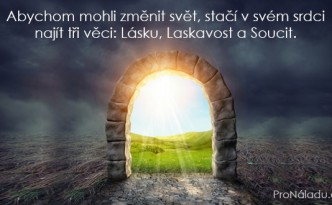 Abychom mohli změnit svět, stačí v svém srdci
najít tři věci: Lásku, Laskavost a Soucit.
ProNáladu.